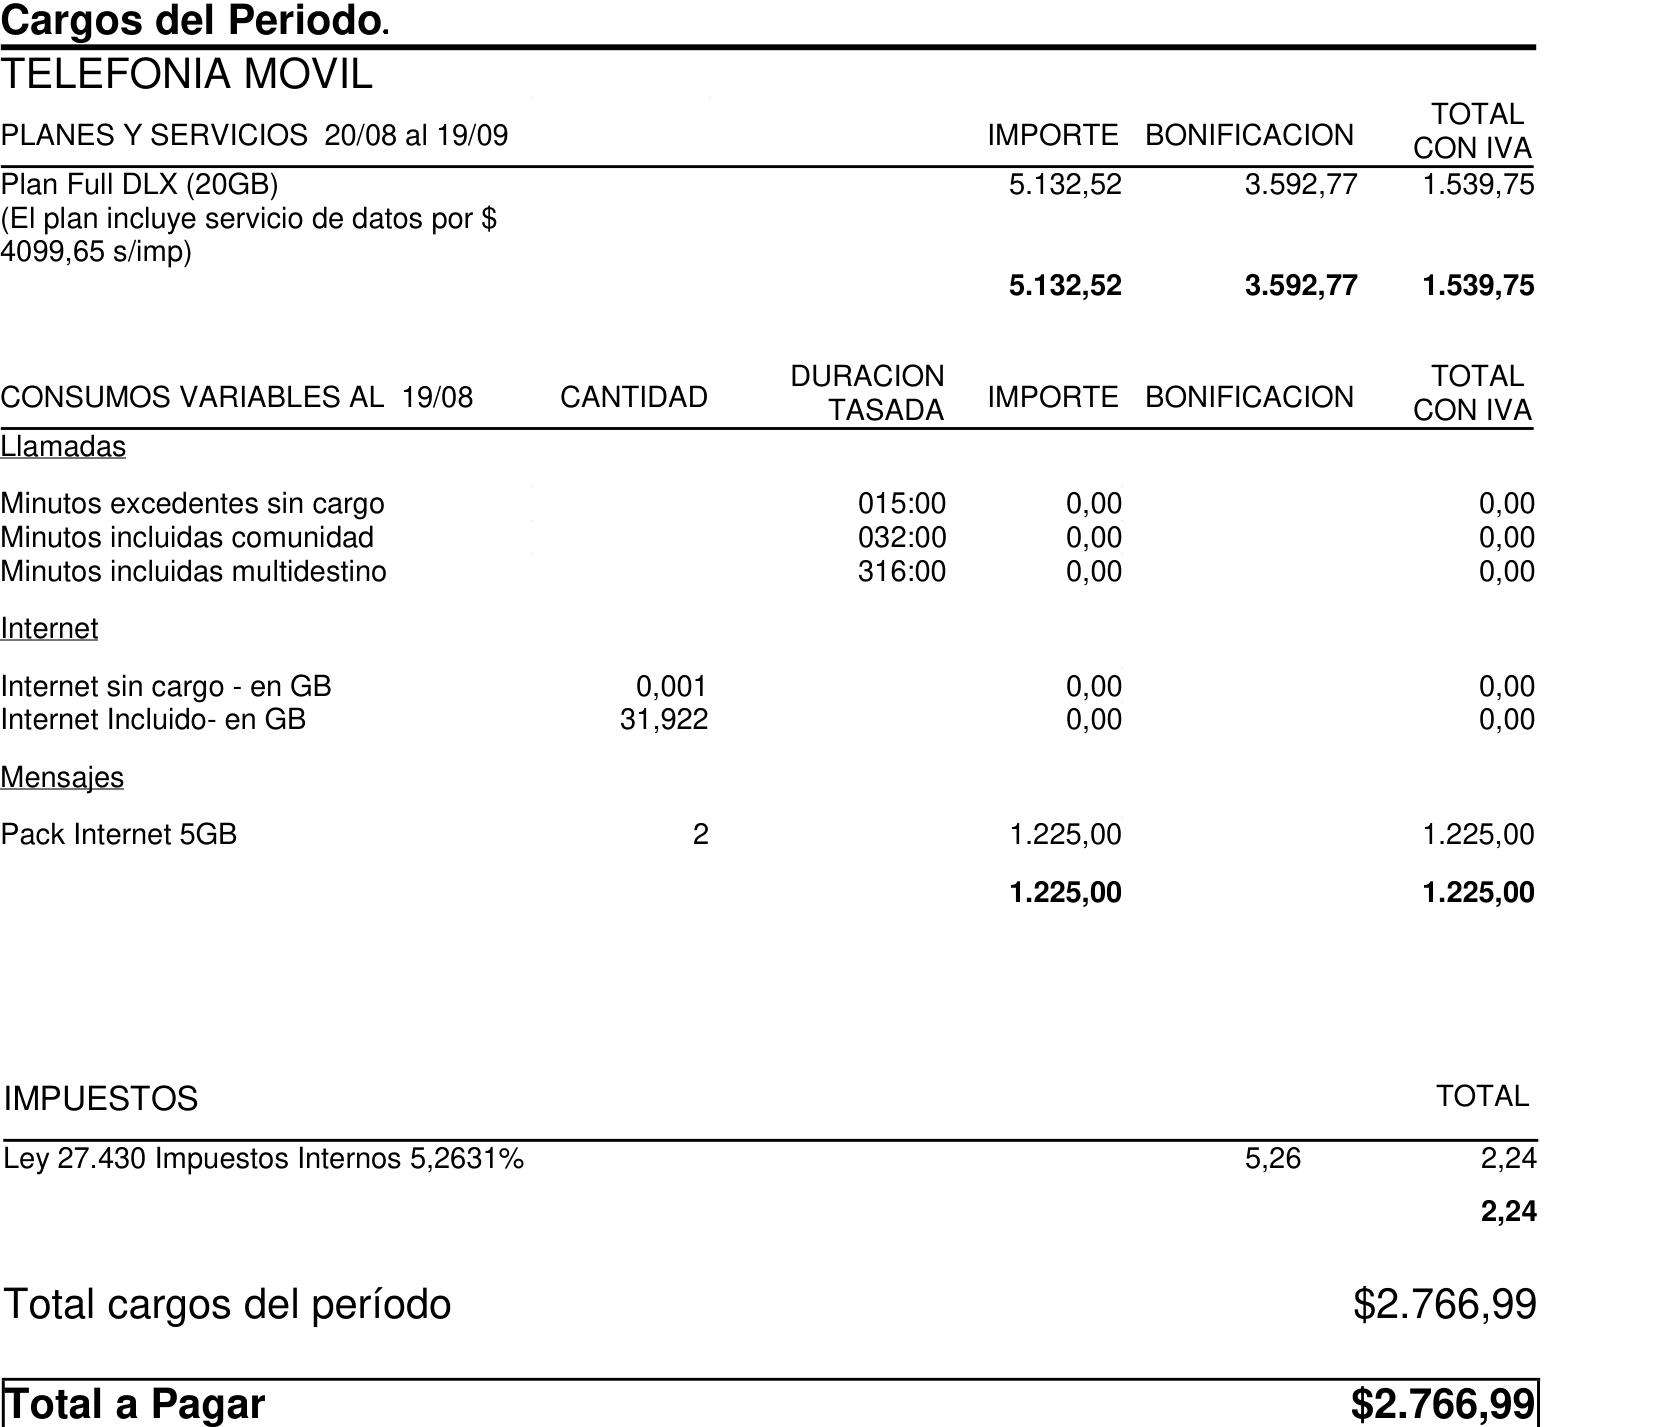 Cargos del Periodo.
TELEFONIA MOVIL
PLANES Y SERVICIOS 20/08 al 19/09 IMPORTE BONIFICACION TOTAL CON IVA
Plan Full DLX (20GB) 5.132,52 3.592,77 1.539,75
(El plan incluye servicio de datos por $
4099,65 s/imp)
5.132,52 3.592,77 1.539,75
CONSUMOS VARIABLES AL 19/08 CANTIDAD DURACION TASADA IMPORTE BONIFICACION TOTAL CON IVA
Llamadas
Minutos excedentes sin cargo 015:00 0,00 0,00
Minutos incluidas comunidad 032:00 0,00 0,00
Minutos incluidas multidestino 316:00 0,00 0,00
Internet
Internet sin cargo - en GB 0,001 0,00 0,00
Internet Incluido- en GB 31,922 0,00 0,00
Mensajes
Pack Internet 5GB 2 1.225,00 1.225,00
1.225,00 1.225,00
IMPUESTOS TOTAL
Ley 27.430 Impuestos Internos 5,2631% 5,26 2,24
2,24
Total cargos del período $2.766,99
Total a Pagar $2.766,99